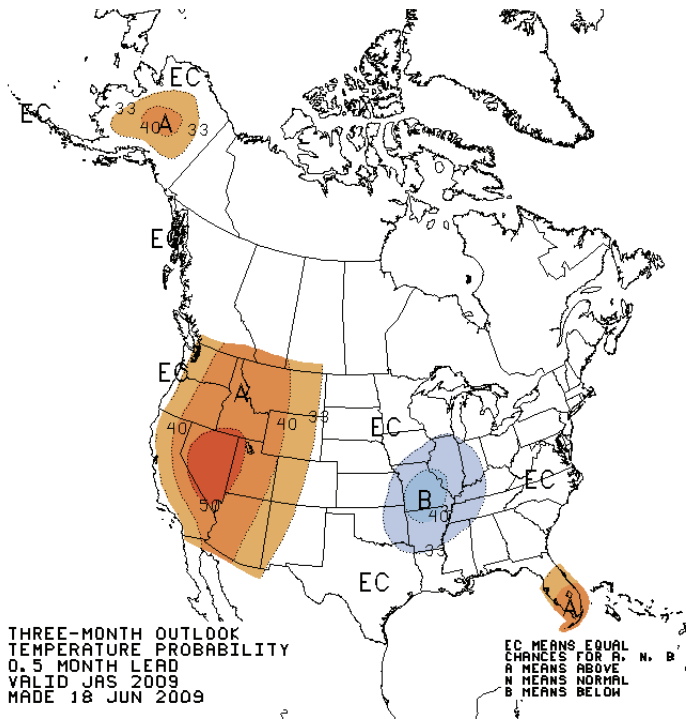 EC
EC
33
40 A 33
EC
EC
A
33
40
40
EC
50
B
40
EC
33
EC
A
THREE-MONTH OUTLOOK
TEMPERATURE PROBABILITY
0.5 MONTH LEAD
VALID JAS 2009
MADE 18 JUN 2009
EC MEANS EQUAL
CHANCES FOR A, N, B
A MEANS ABOVE
N MEANS NORMAL
B MEANS BELOW